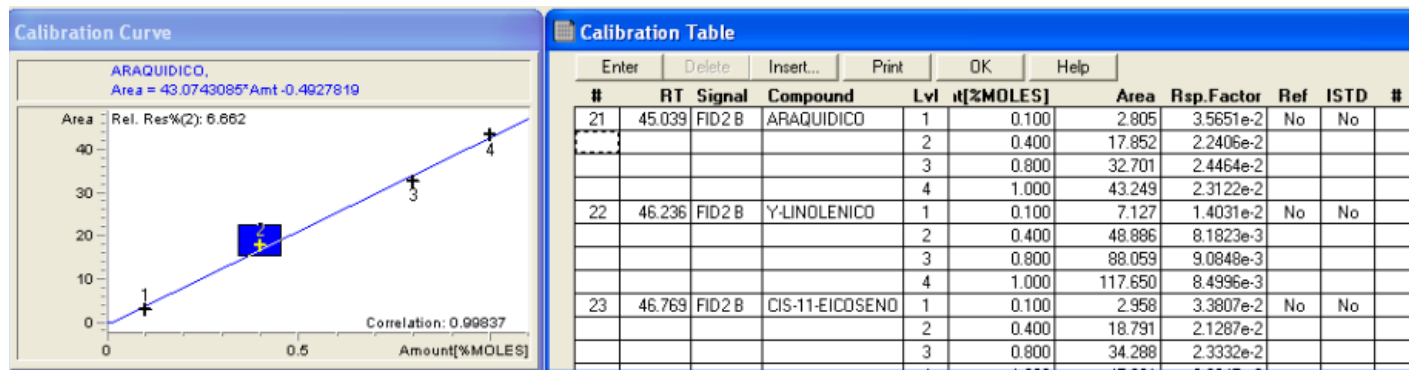 Calibration Curve
ARAQUIDICO,
Area = 43.0743085*Amt -0.4927819
Area
Rel. Res%(2): 6.662
40
30
20
10
0
1
2
3
4
Correlation: 0.99837
0
0.5
Amount[%MOLES]
Calibration Table
Enter Delete Insert... Print OK Help
# RT Signal Compound Lvl ıt[%MOLES] Area Rsp.Factor Ref ISTD #
21 45.039 FID2 B ARAQUIDICO 1 0.100 2.805 3.5651e-2 No No
2 0.400 17.852 2.2406e-2
3 0.800 32.701 2.4464e-2
4 1.000 43.249 2.3122e-2
22 46.236 FID2 B Y-LINOLENICO 1 0.100 7.127 1.4031e-2 No No
2 0.400 48.886 8.1823e-3
3 0.800 88.059 9.0848e-3
4 1.000 117.650 8.4996e-3
23 46.769 FID2 B CIS-11-EICOSENO 1 0.100 2.958 3.3807e-2 No No
2 0.400 18.791 2.1287e-2
3 0.800 34.288 2.3332e-2